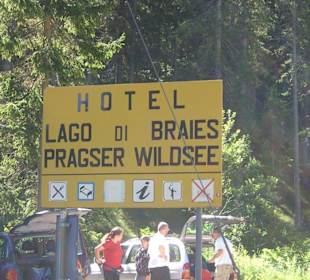 HOTEL
LAGO DI BRAIES
PRAGSER WILDSEE
i